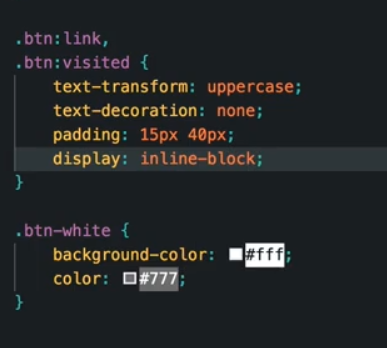 .btn:link,
.btn:visited {
text-transform: uppercase;
text-decoration: none;
padding: 15px 40px;
display: inline-block;
}
.btn-white {
background-color: #fff;
color: #777;
}